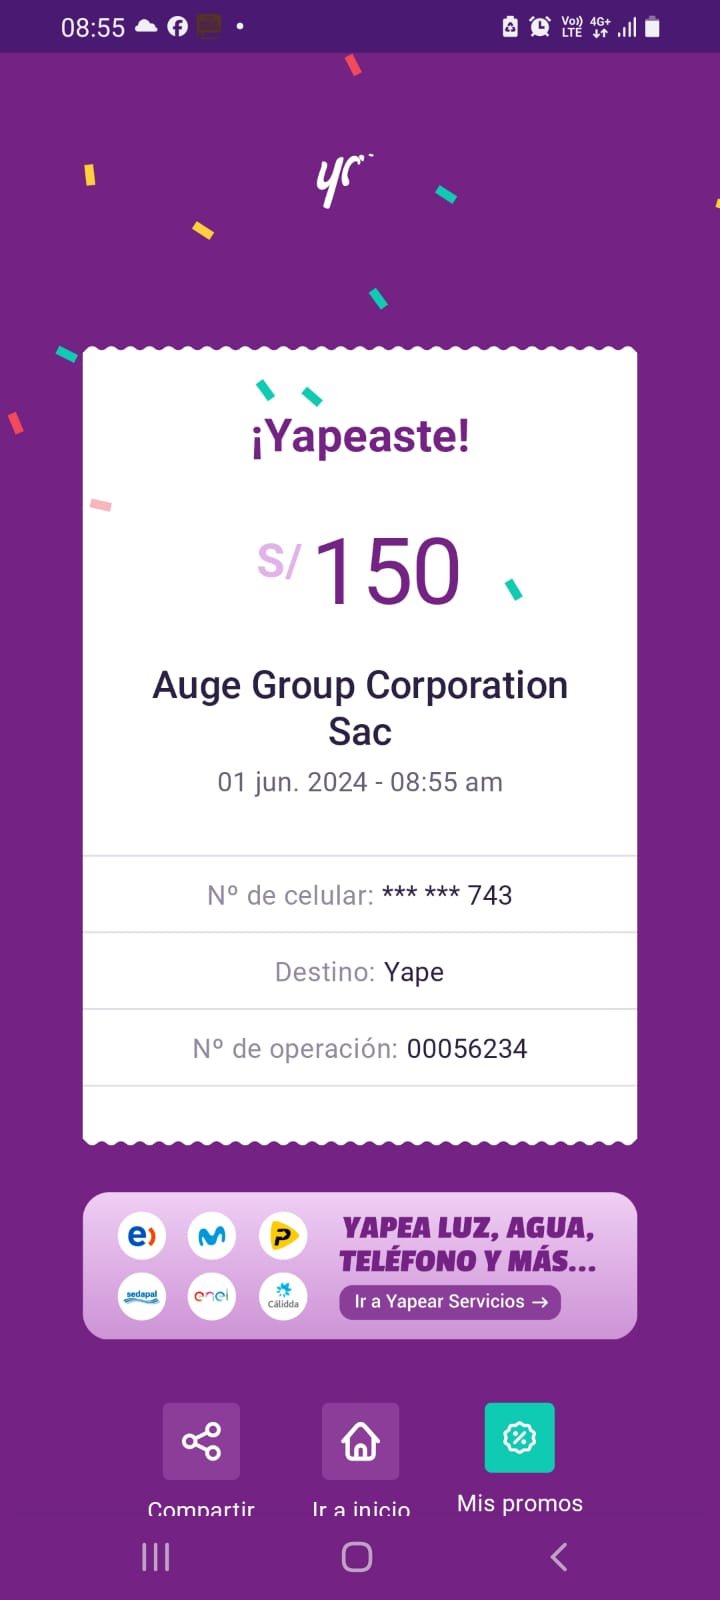 08:55
Vo)) LTE 4G+
¡Yapeaste!
S/ 150
Auge Group Corporation
Sac
01 jun. 2024 - 08:55 am
Nº de celular: *** *** 743
Destino: Yape
Nº de operación: 00056234
YAPEA LUZ, AGUA,
TELÉFONO Y MÁS...
sedapal enel Cálidda
Ir a Yapear Servicios →
Compartir Ir a inicio Mis promos